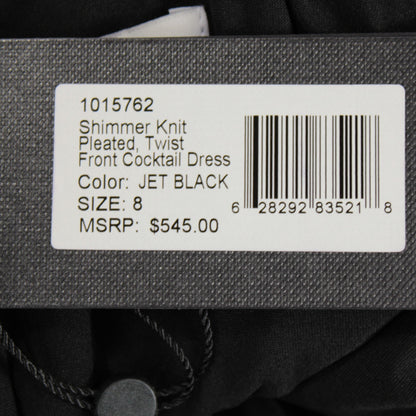 1015762
Shimmer Knit
Pleated, Twist
Front Cocktail Dress
Color: JET BLACK
SIZE: 8
MSRP: $545.00
6 28292 83521 8